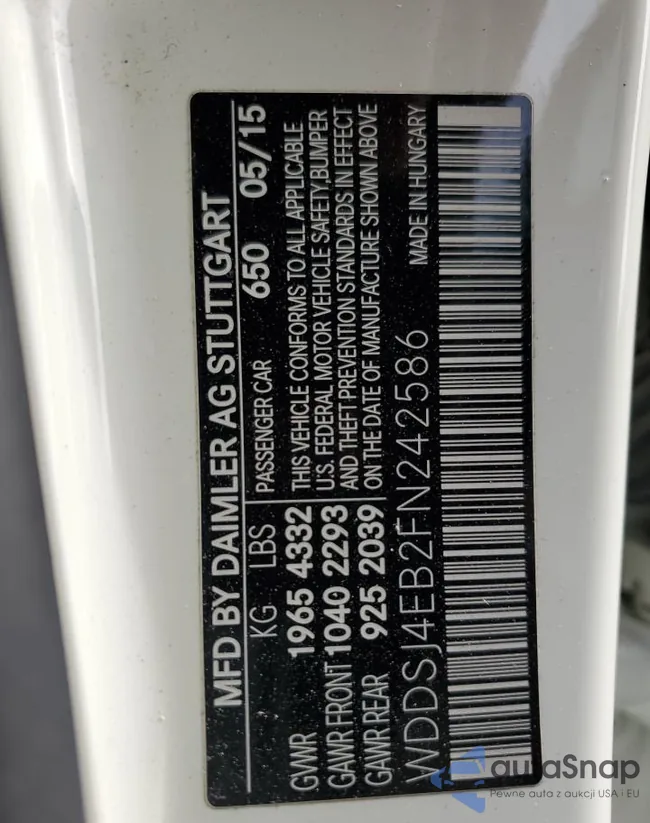 MFD BY DAIMLER AG STUTTGART
KG LBS PASSENGER CAR 650 05/15
GVWR 1965 4332 THIS VEHICLE CONFORMS TO ALL APPLICABLE
GAWR FRONT 1040 2293 U.S. FEDERAL MOTOR VEHICLE SAFETY, BUMPER
AND THEFT PREVENTION STANDARDS IN EFFECT
GAWR REAR 925 2039 ON THE DATE OF MANUFACTURE SHOWN ABOVE
WDDSJ4EB2FN242586 MADE IN HUNGARY
autaSnap
Pewne auta z aukcji USA i EU